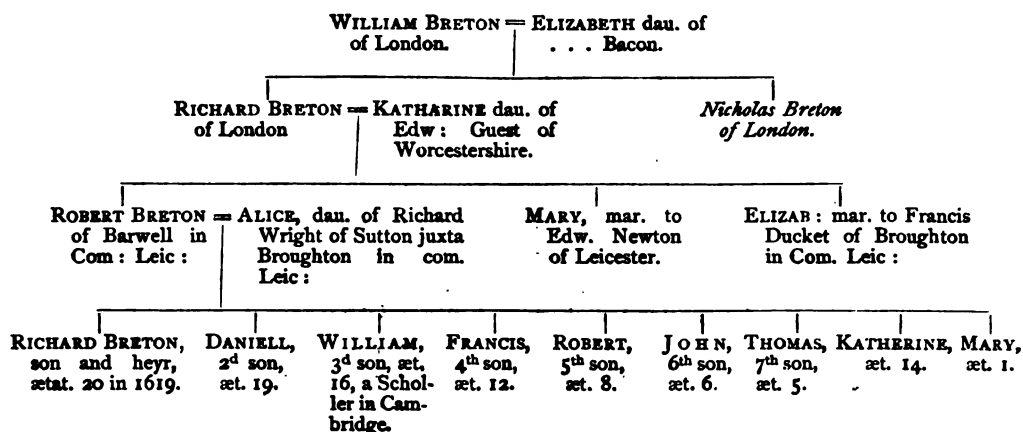 WILLIAM BRETON = ELIZABETH dau. of
of London. . . . Bacon.
RICHARD BRETON = KATHARINE dau. of
of London Edw : Guest of
Worcestershire.
Nicholas Breton
of London.
ROBERT BRETON = ALICE, dau. of Richard
of Barwell in Wright of Sutton juxta
Com : Leic : Broughton in com.
Leic :
MARY, mar. to
Edw. Newton
of Leicester.
ELIZAB : mar. to Francis
Ducket of Broughton
in Com. Leic :
RICHARD BRETON,
son and heyr,
ætat. 20 in 1619.
DANIELL,
2d son,
æt. 19.
WILLIAM,
3d son, æt.
16, a Schol-
ler in Cam-
bridge.
FRANCIS,
4th son,
æt. 12.
ROBERT,
5th son,
æt. 8.
JOHN,
6th son,
æt. 6.
THOMAS,
7th son,
æt. 5.
KATHERINE,
æt. 14.
MARY,
æt. 1.